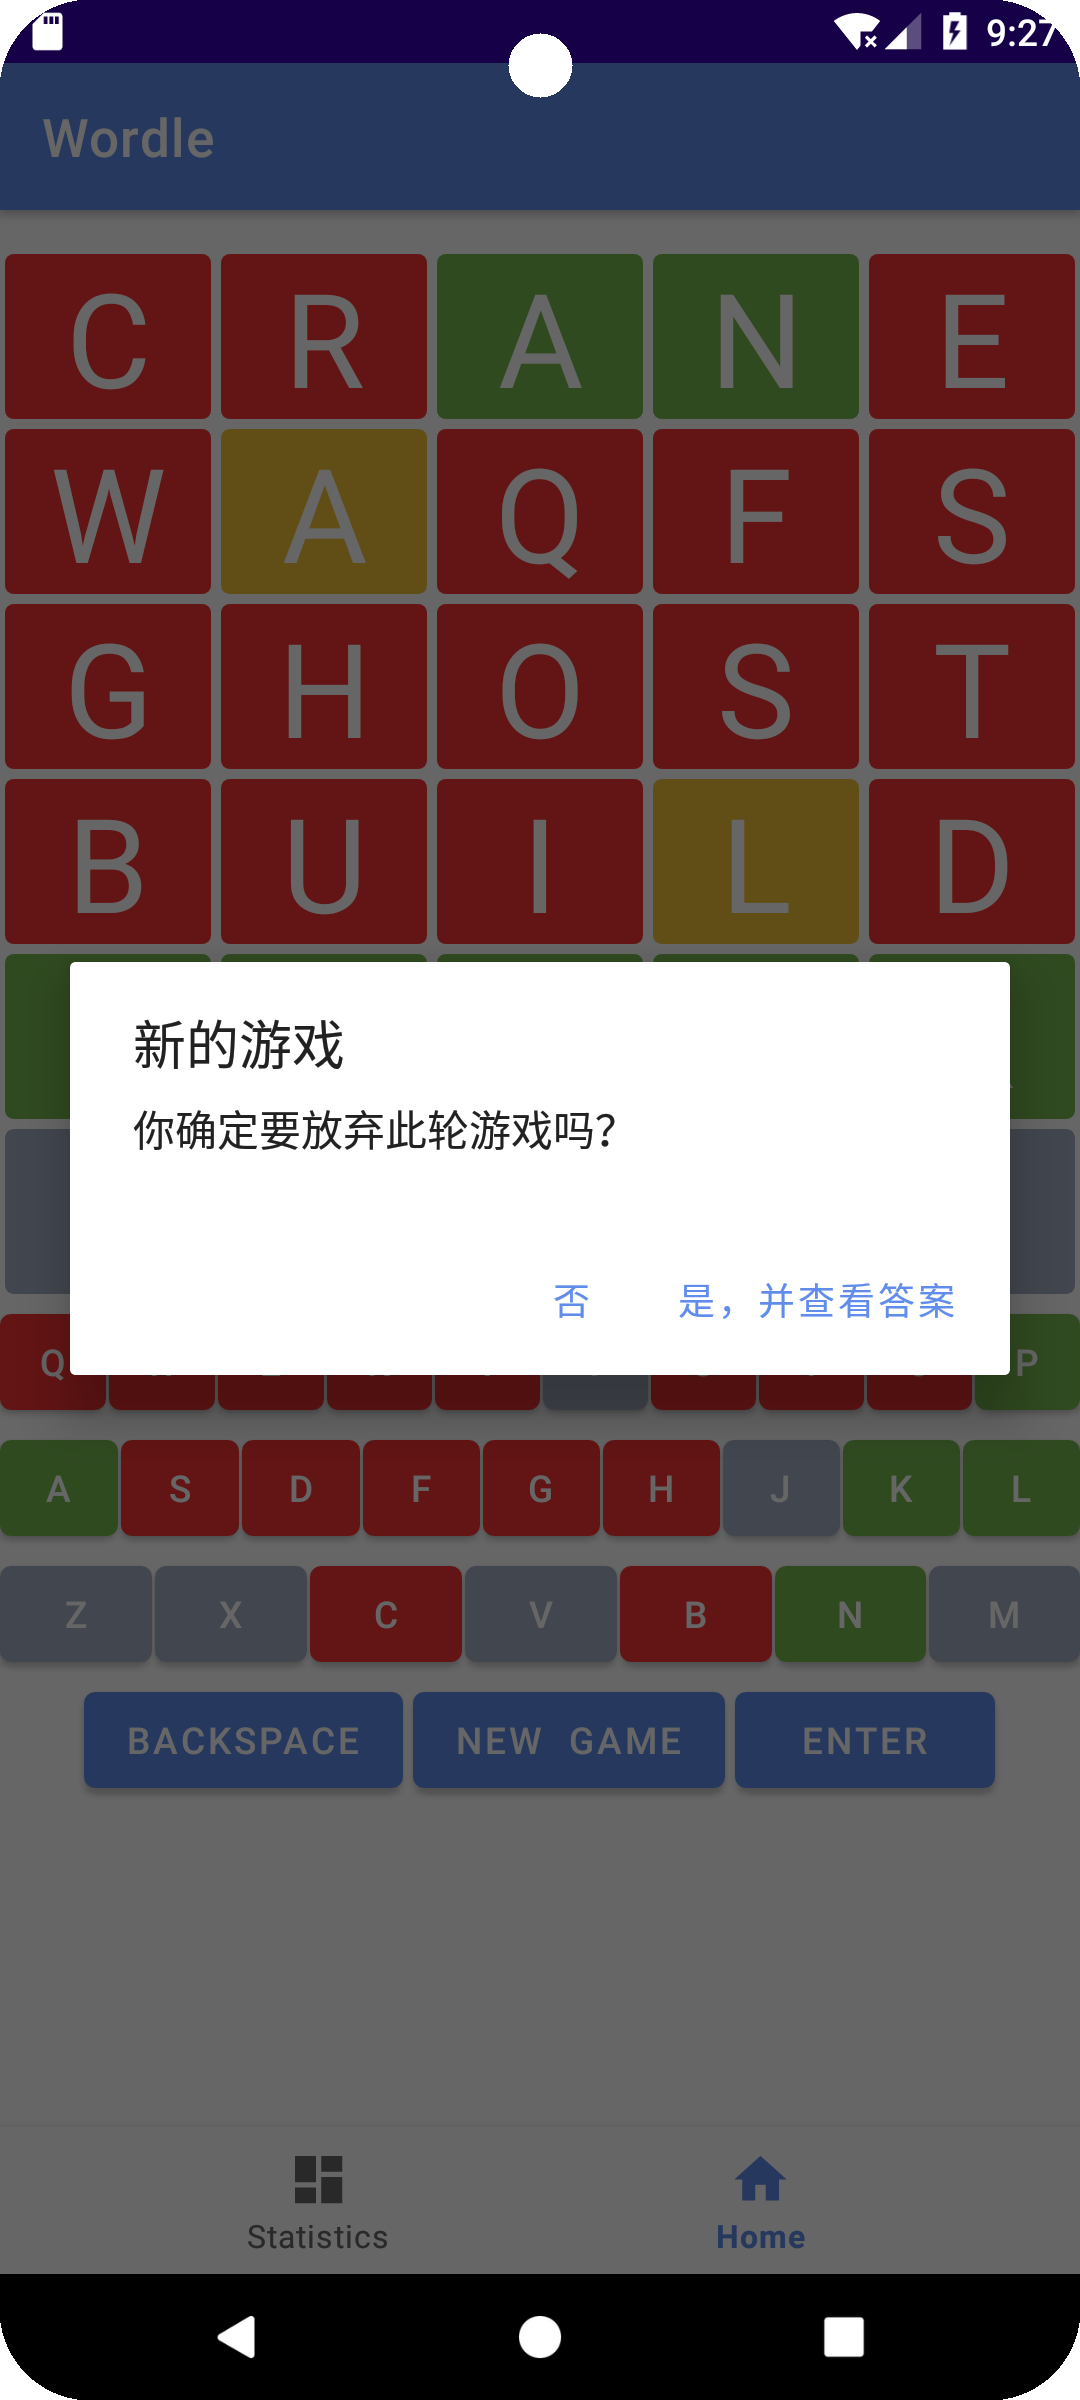 9:27
Wordle
C R A N E
W A Q F S
G H O S T
B U I L D
新的游戏
你确定要放弃此轮游戏吗?
否 是，并查看答案
Q P
A S D F G H J K L
Z X C V B N M
BACKSPACE NEW GAME ENTER
Statistics Home